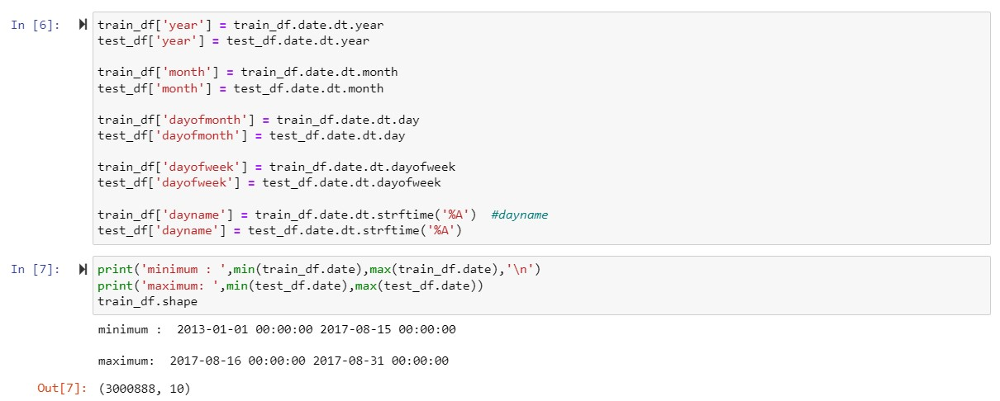 In [6]:
train_df['year'] = train_df.date.dt.year
test_df['year'] = test_df.date.dt.year
train_df['month'] = train_df.date.dt.month
test_df['month'] = test_df.date.dt.month
train_df['dayofmonth'] = train_df.date.dt.day
test_df['dayofmonth'] = test_df.date.dt.day
train_df['dayofweek'] = train_df.date.dt.dayofweek
test_df['dayofweek'] = test_df.date.dt.dayofweek
train_df['dayname'] = train_df.date.dt.strftime('%A')  #dayname
test_df['dayname'] = test_df.date.dt.strftime('%A')
In [7]:
print('minimum : ',min(train_df.date),max(train_df.date),'\n')
print('maximum: ',min(test_df.date),max(test_df.date))
train_df.shape
minimum :  2013-01-01 00:00:00 2017-08-15 00:00:00
maximum:  2017-08-16 00:00:00 2017-08-31 00:00:00
Out[7]: (3000888, 10)